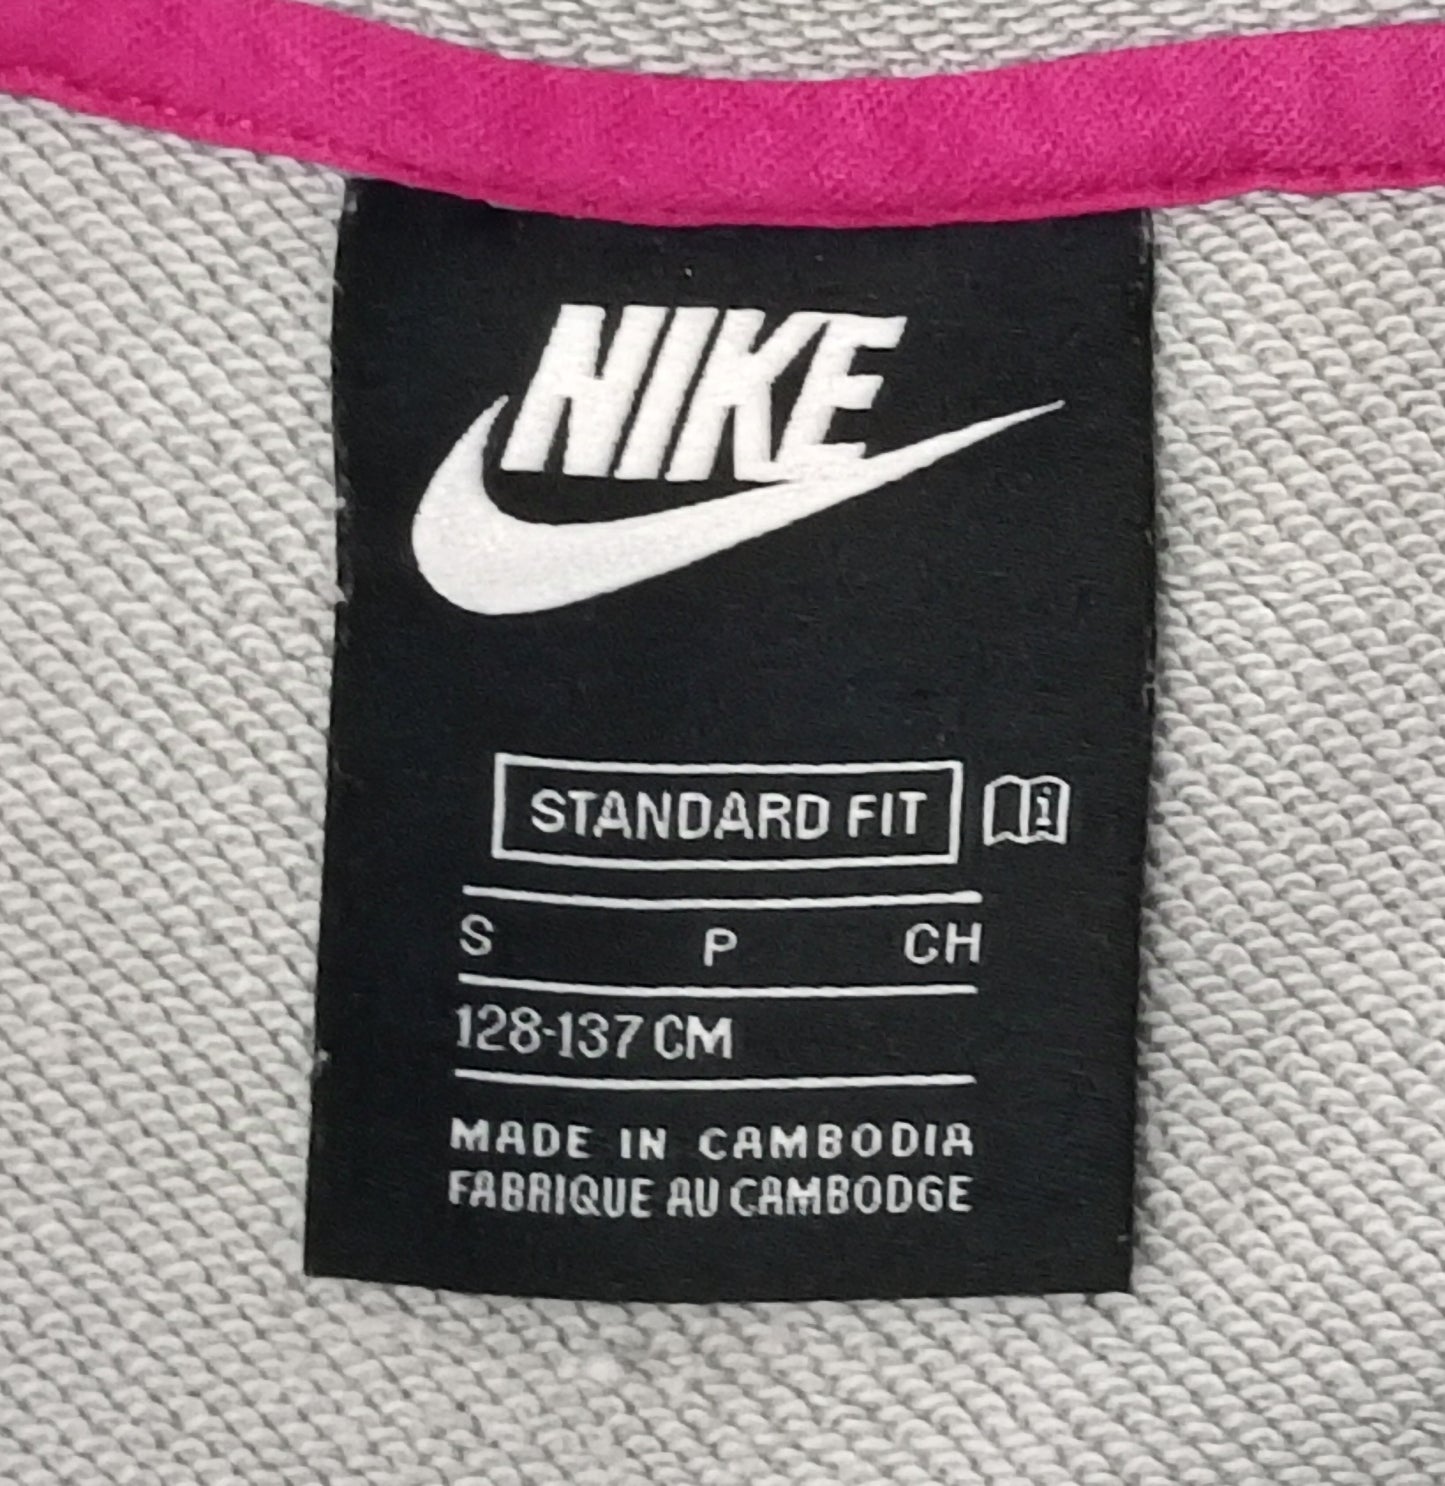 NIKE
STANDARD FIT i
S P CH
128-137 CM
MADE IN CAMBODIA
FABRIQUE AU CAMBODGE